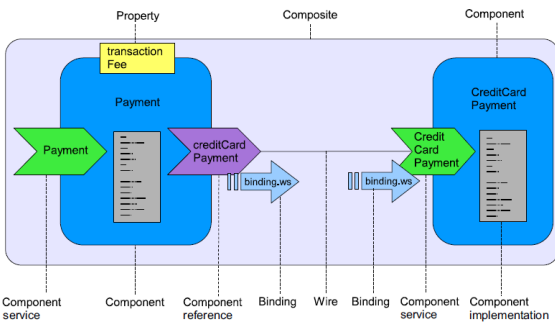 Property
Composite
Component
transaction
Fee
Payment
CreditCard
Payment
Payment
creditCard
Payment
Credit
Card
Payment
binding.ws
binding.ws
Component
service
Component
Component
reference
Binding
Wire
Binding
Component
service
Component
implementation